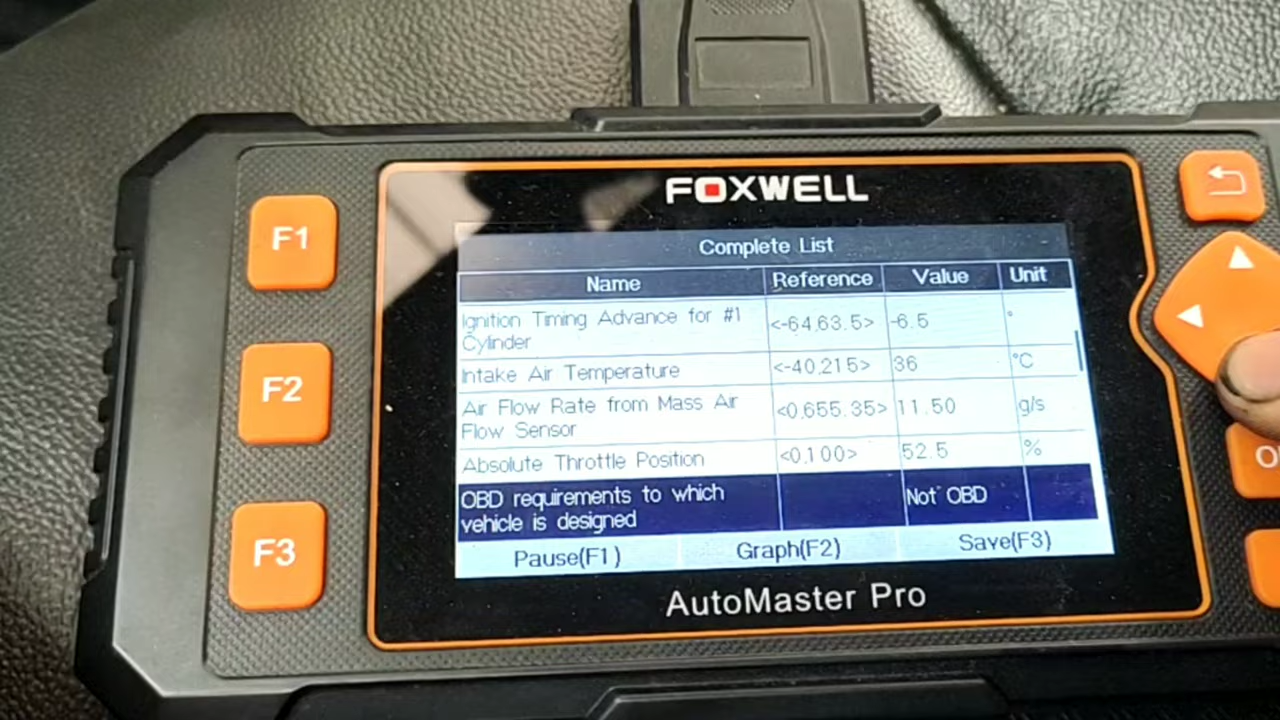 FOXWELL
Complete List
Name Reference Value Unit
Ignition Timing Advance for #1
Cylinder <-64,63.5> -6.5 °
Intake Air Temperature <-40,215> 36 °C
Air Flow Rate from Mass Air
Flow Sensor <0,655.35> 11.50 g/s
Absolute Throttle Position <0,100> 52.5 %
OBD requirements to which
vehicle is designed Not OBD
Pause(F1) Graph(F2) Save(F3)
AutoMaster Pro
F1
F2
F3